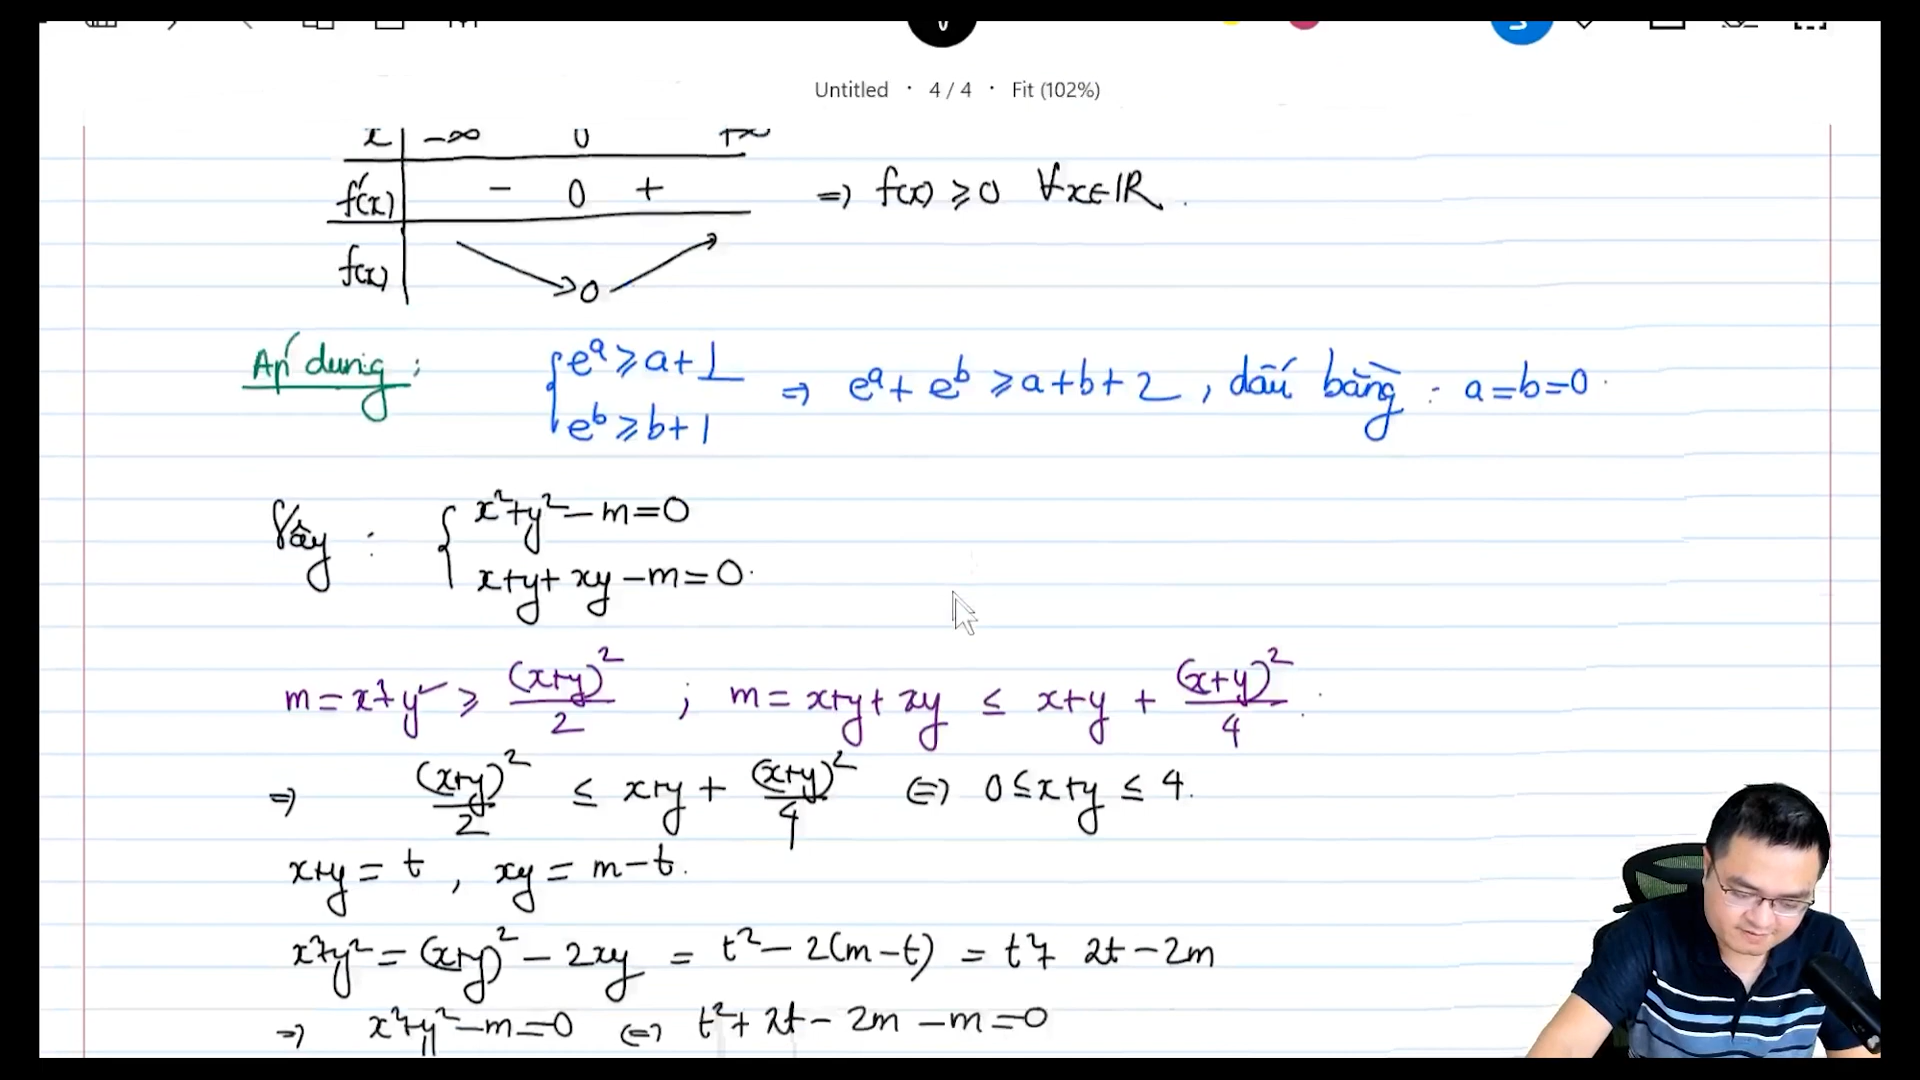 Untitled · 4 / 4 · Fit (102%)
x | -∞ 0 +∞
f'(x) | - 0 + ⇒ f(x) ≥ 0 ∀x∈ℝ.
f(x) | 0
Áp dụng : { e^a ≥ a+1 ⇒ e^a + e^b ≥ a+b+2, dấu bằng : a=b=0.
e^b ≥ b+1
Vậy : { x²+y²-m=0
x+y+xy-m=0.
m = x²+y² ≥ (x+y)²/2 ; m = x+y+xy ≤ x+y + (x+y)²/4.
⇒ (x+y)²/2 ≤ x+y + (x+y)²/4 ⇔ 0 ≤ x+y ≤ 4.
x+y = t, xy = m-t.
x²+y² = (x+y)² - 2xy = t² - 2(m-t) = t² + 2t - 2m
⇒ x²+y²-m=0 ⇔ t²+2t-2m-m=0